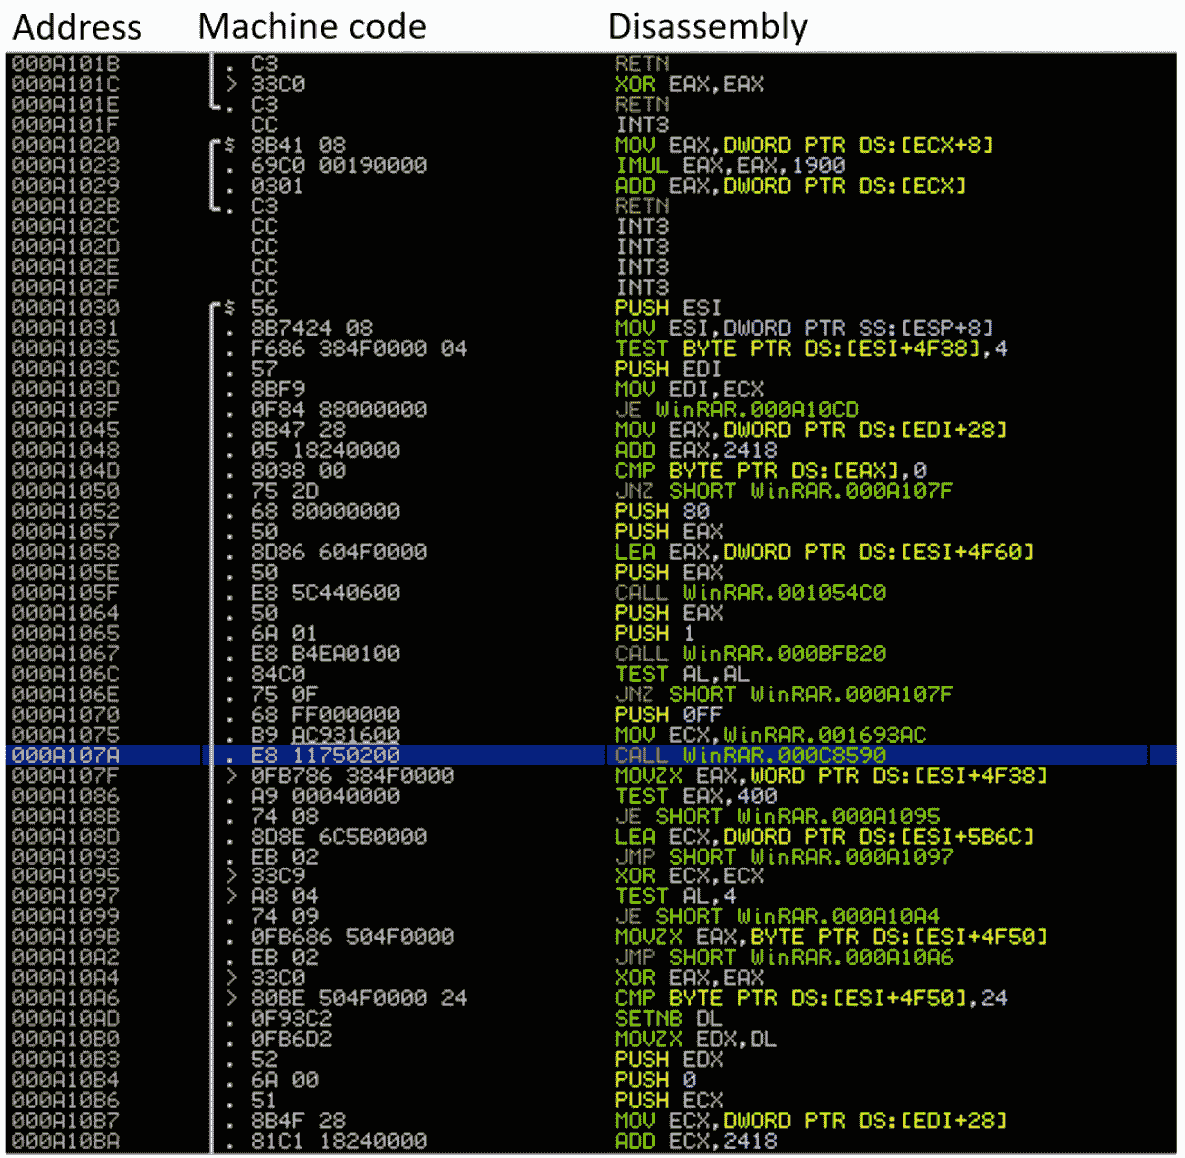 Address Machine code Disassembly
000A101B . C3 RETN
000A101C > 33C0 XOR EAX,EAX
000A101E . C3 RETN
000A101F CC INT3
000A1020 $ 8B41 08 MOV EAX,DWORD PTR DS:[ECX+8]
000A1023 . 69C0 00190000 IMUL EAX,EAX,1900
000A1029 . 0301 ADD EAX,DWORD PTR DS:[ECX]
000A102B . C3 RETN
000A102C CC INT3
000A102D CC INT3
000A102E CC INT3
000A102F CC INT3
000A1030 $ 56 PUSH ESI
000A1031 . 8B7424 08 MOV ESI,DWORD PTR SS:[ESP+8]
000A1035 . F686 384F0000 04 TEST BYTE PTR DS:[ESI+4F38],4
000A103C . 57 PUSH EDI
000A103D . 8BF9 MOV EDI,ECX
000A103F . 0F84 88000000 JE WinRAR.000A10CD
000A1045 . 8B47 28 MOV EAX,DWORD PTR DS:[EDI+28]
000A1048 . 05 18240000 ADD EAX,2418
000A104D . 8038 00 CMP BYTE PTR DS:[EAX],0
000A1050 . 75 2D JNZ SHORT WinRAR.000A107F
000A1052 . 68 80000000 PUSH 80
000A1057 . 50 PUSH EAX
000A1058 . 8D86 604F0000 LEA EAX,DWORD PTR DS:[ESI+4F60]
000A105E . 50 PUSH EAX
000A105F . E8 5C440600 CALL WinRAR.001054C0
000A1064 . 50 PUSH EAX
000A1065 . 6A 01 PUSH 1
000A1067 . E8 B4EA0100 CALL WinRAR.000BFB20
000A106C . 84C0 TEST AL,AL
000A106E . 75 0F JNZ SHORT WinRAR.000A107F
000A1070 . 68 FF000000 PUSH 0FF
000A1075 . B9 AC931600 MOV ECX,WinRAR.001693AC
000A107A . E8 11750200 CALL WinRAR.000C8590
000A107F > 0FB786 384F0000 MOVZX EAX,WORD PTR DS:[ESI+4F38]
000A1086 . A9 00040000 TEST EAX,400
000A108B . 74 08 JE SHORT WinRAR.000A1095
000A108D . 8D8E 6C5B0000 LEA ECX,DWORD PTR DS:[ESI+5B6C]
000A1093 . EB 02 JMP SHORT WinRAR.000A1097
000A1095 > 33C9 XOR ECX,ECX
000A1097 > A8 04 TEST AL,4
000A1099 . 74 09 JE SHORT WinRAR.000A10A4
000A109B . 0FB686 504F0000 MOVZX EAX,BYTE PTR DS:[ESI+4F50]
000A10A2 . EB 02 JMP SHORT WinRAR.000A10A6
000A10A4 > 33C0 XOR EAX,EAX
000A10A6 > 80BE 504F0000 24 CMP BYTE PTR DS:[ESI+4F50],24
000A10AD . 0F93C2 SETNB DL
000A10B0 . 0FB6D2 MOVZX EDX,DL
000A10B3 . 52 PUSH EDX
000A10B4 . 6A 00 PUSH 0
000A10B6 . 51 PUSH ECX
000A10B7 . 8B4F 28 MOV ECX,DWORD PTR DS:[EDI+28]
000A10BA . 81C1 18240000 ADD ECX,2418